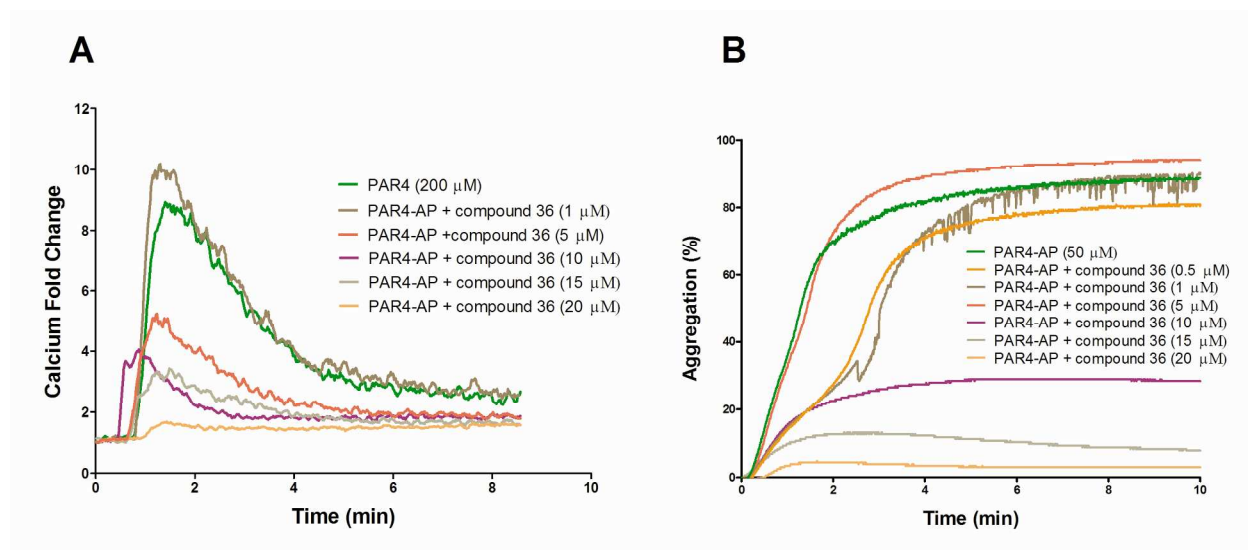 A
Calcium Fold Change
12
10
8
6
4
2
0
0
2
4
6
8
10
Time (min)
PAR4 (200 μM)
PAR4-AP + compound 36 (1 μM)
PAR4-AP +compound 36 (5 μM)
PAR4-AP + compound 36 (10 μM)
PAR4-AP + compound 36 (15 μM)
PAR4-AP + compound 36 (20 μM)
B
Aggregation (%)
100
80
60
40
20
0
0
2
4
6
8
10
Time (min)
PAR4-AP (50 μM)
PAR4-AP + compound 36 (0.5 μM)
PAR4-AP + compound 36 (1 μM)
PAR4-AP + compound 36 (5 μM)
PAR4-AP + compound 36 (10 μM)
PAR4-AP + compound 36 (15 μM)
PAR4-AP + compound 36 (20 μM)